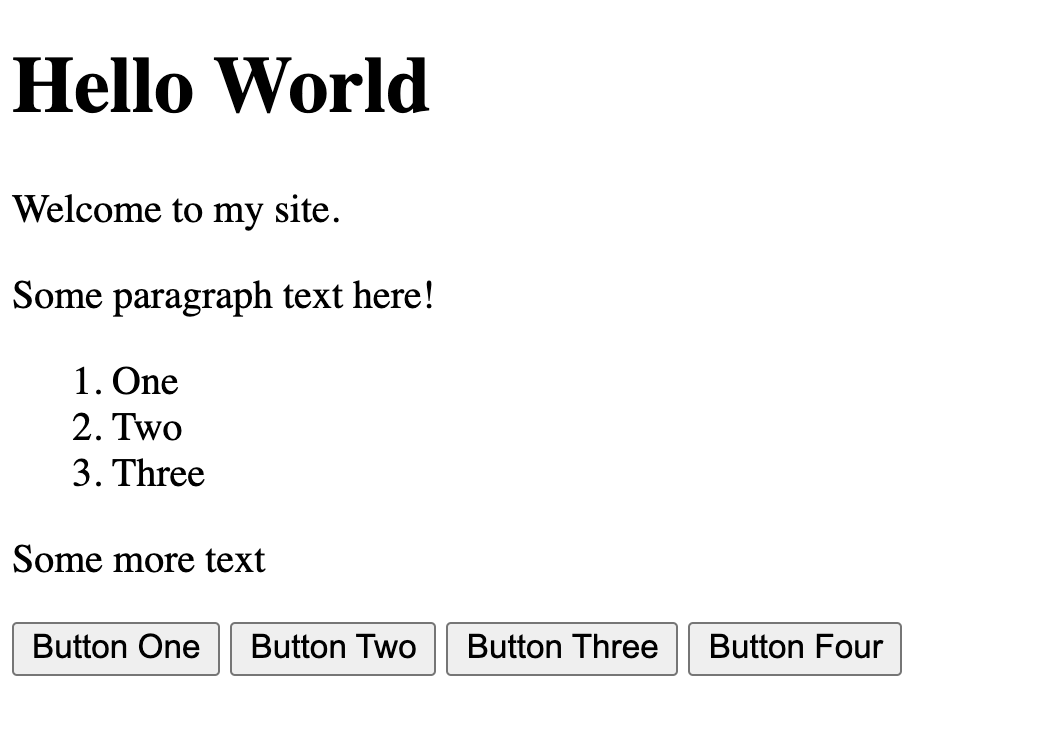 Hello World
Welcome to my site.
Some paragraph text here!
1. One
2. Two
3. Three
Some more text
Button One Button Two Button Three Button Four